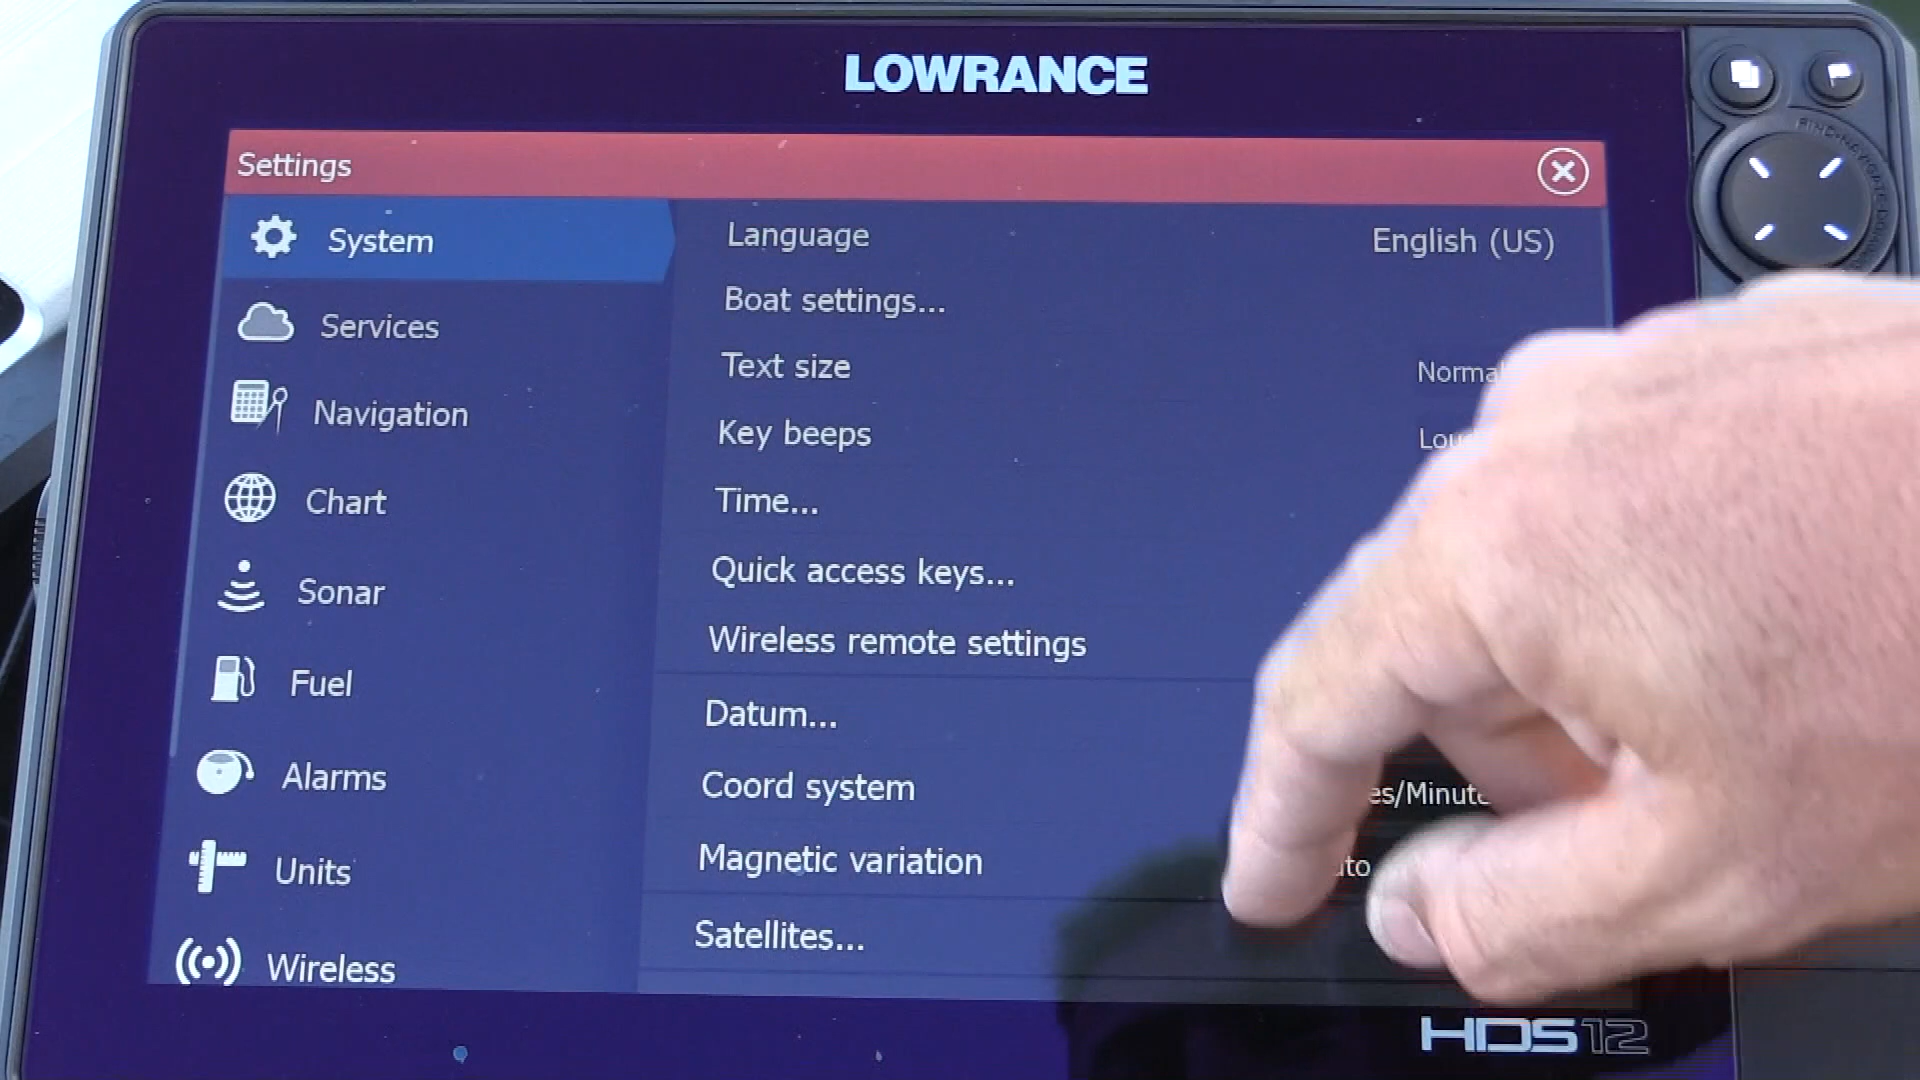 LOWRANCE
Settings
System
Services
Navigation
Chart
Sonar
Fuel
Alarms
Units
Wireless
Language English (US)
Boat settings...
Text size Normal
Key beeps
Time...
Quick access keys...
Wireless remote settings
Datum...
Coord system
Magnetic variation
Satellites...
HDS12